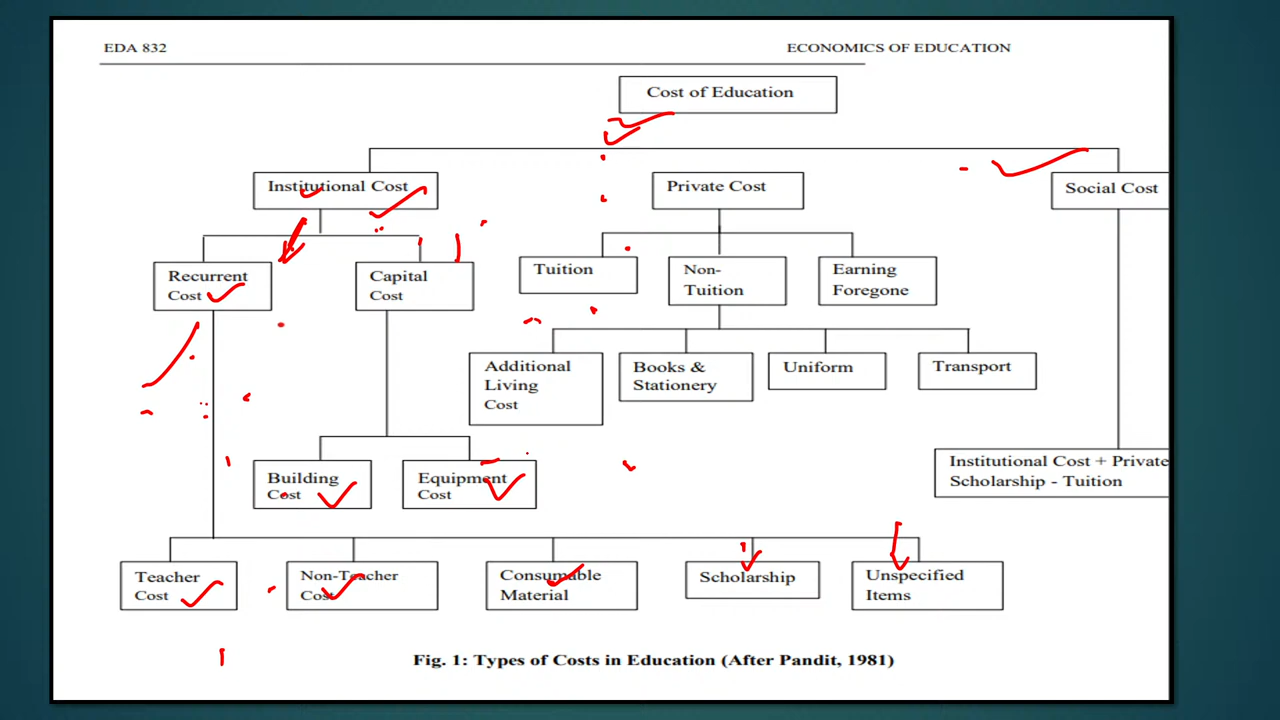 EDA 832
ECONOMICS OF EDUCATION
Cost of Education
Institutional Cost
Private Cost
Social Cost
Recurrent
Cost
Capital
Cost
Tuition
Non-
Tuition
Earning
Foregone
Additional
Living
Cost
Books &
Stationery
Uniform
Transport
Building
Cost
Equipment
Cost
Institutional Cost + Private
Scholarship - Tuition
Teacher
Cost
Non-Teacher
Cost
Consumable
Material
Scholarship
Unspecified
Items
Fig. 1: Types of Costs in Education (After Pandit, 1981)